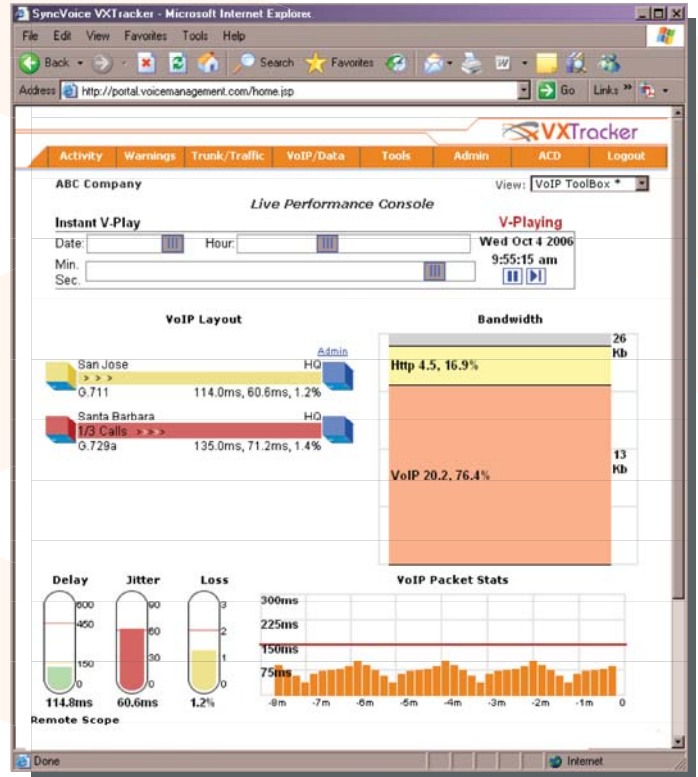 SyncVoice VXTracker - Microsoft Internet Explorer
File Edit View Favorites Tools Help
Back Search Favorites
Address http://portal.voicemanagement.com/home.jsp Go Links »
VXTracker
Activity Warnings Trunk/Traffic VoIP/Data Tools Admin ACD Logout
ABC Company View: VoIP ToolBox *
Live Performance Console
Instant V-Play V-Playing
Date: Hour: Wed Oct 4 2006
Min. 9:55:15 am
Sec.
VoIP Layout Bandwidth
26
Kb
Admin
San Jose HQ
Http 4.5, 16.9%
> > >
G.711 114.0ms, 60.6ms, 1.2%
Santa Barbara HQ
1/3 Calls > > >
G.729a 135.0ms, 71.2ms, 1.4%
13
Kb
VoIP 20.2, 76.4%
Delay Jitter Loss VoIP Packet Stats
600 90 3 300ms
450 60 2 225ms
150 30 1 150ms
0 0 0 75ms
114.8ms 60.6ms 1.2% -8m -7m -6m -5m -4m -3m -2m -1m 0
Remote Scope
Done Internet